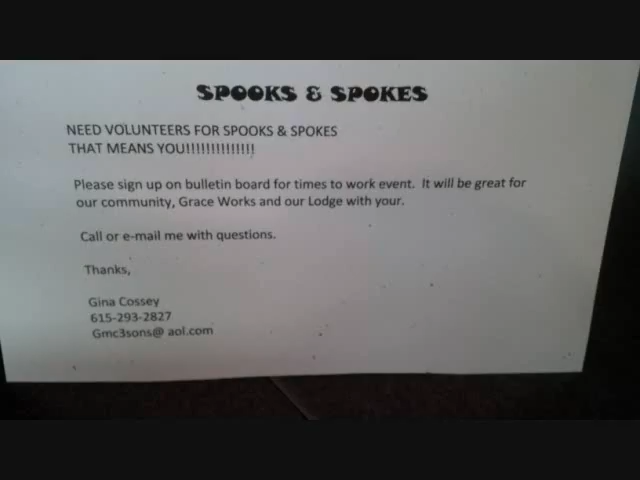 SPOOKS & SPOKES
NEED VOLUNTEERS FOR SPOOKS & SPOKES
THAT MEANS YOU!!!!!!!!!!!!!!
Please sign up on bulletin board for times to work event. It will be great for
our community, Grace Works and our Lodge with your.
Call or e-mail me with questions.
Thanks,
Gina Cossey
615-293-2827
Gmc3sons@ aol.com